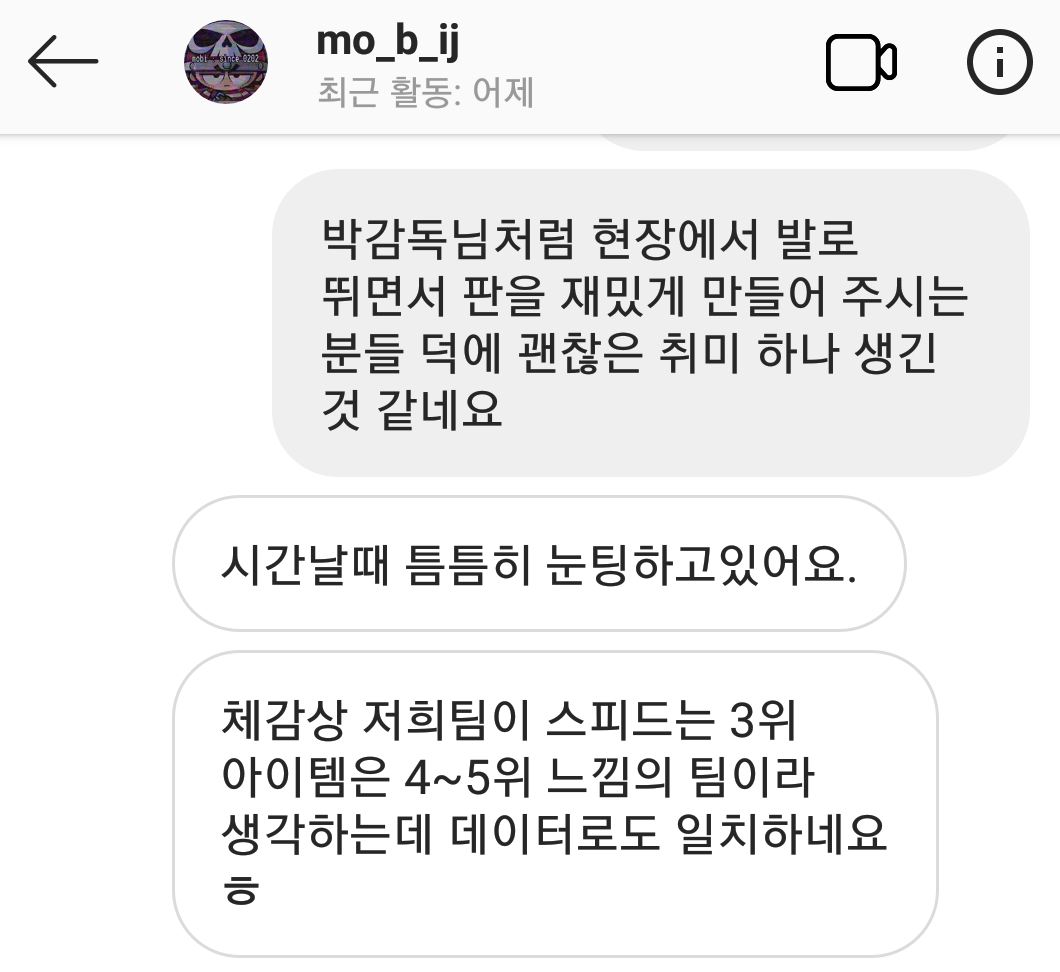 mo_b_ij
최근 활동: 어제
mobi since 0202
박감독님처럼 현장에서 발로
뛰면서 판을 재밌게 만들어 주시는
분들 덕에 괜찮은 취미 하나 생긴
것 같네요
시간날때 틈틈히 눈팅하고있어요.
체감상 저희팀이 스피드는 3위
아이템은 4~5위 느낌의 팀이라
생각하는데 데이터로도 일치하네요
ㅎ